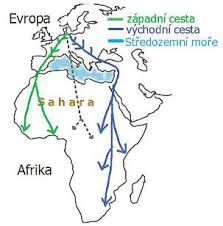 Evropa
západní cesta
východní cesta
Středozemní moře
Sahara
Afrika